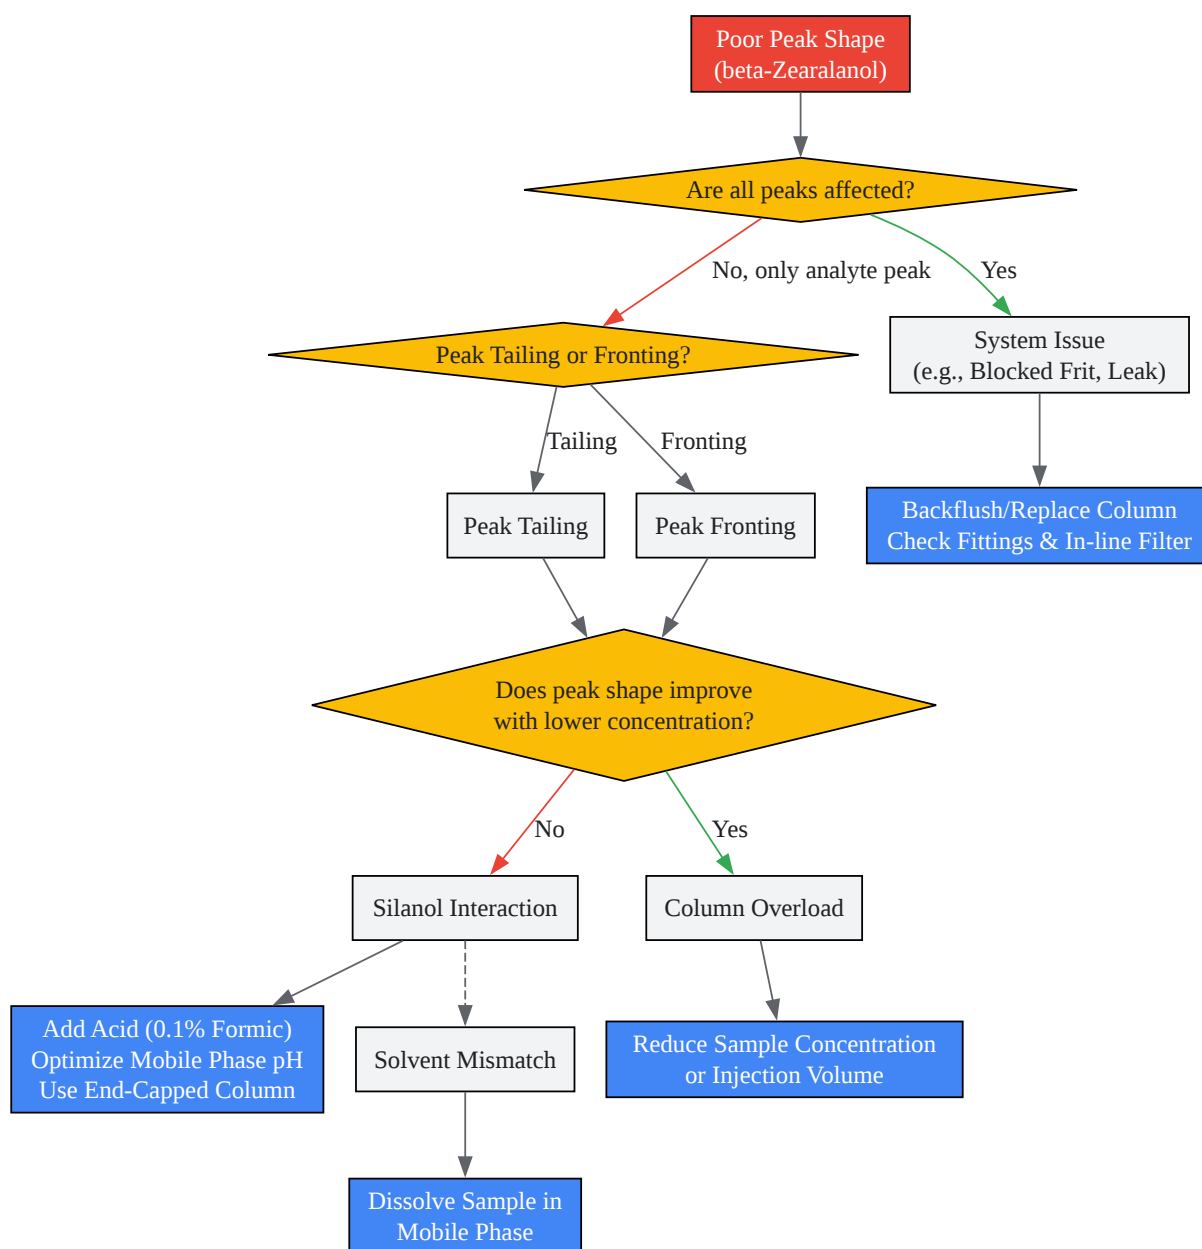 Poor Peak Shape
(beta-Zearalanol)
Are all peaks affected?
No, only analyte peak
Yes
Peak Tailing or Fronting?
System Issue
(e.g., Blocked Frit, Leak)
Tailing
Fronting
Peak Tailing
Peak Fronting
Backflush/Replace Column
Check Fittings & In-line Filter
Does peak shape improve
with lower concentration?
No
Yes
Silanol Interaction
Column Overload
Add Acid (0.1% Formic)
Optimize Mobile Phase pH
Use End-Capped Column
Solvent Mismatch
Reduce Sample Concentration
or Injection Volume
Dissolve Sample in
Mobile Phase